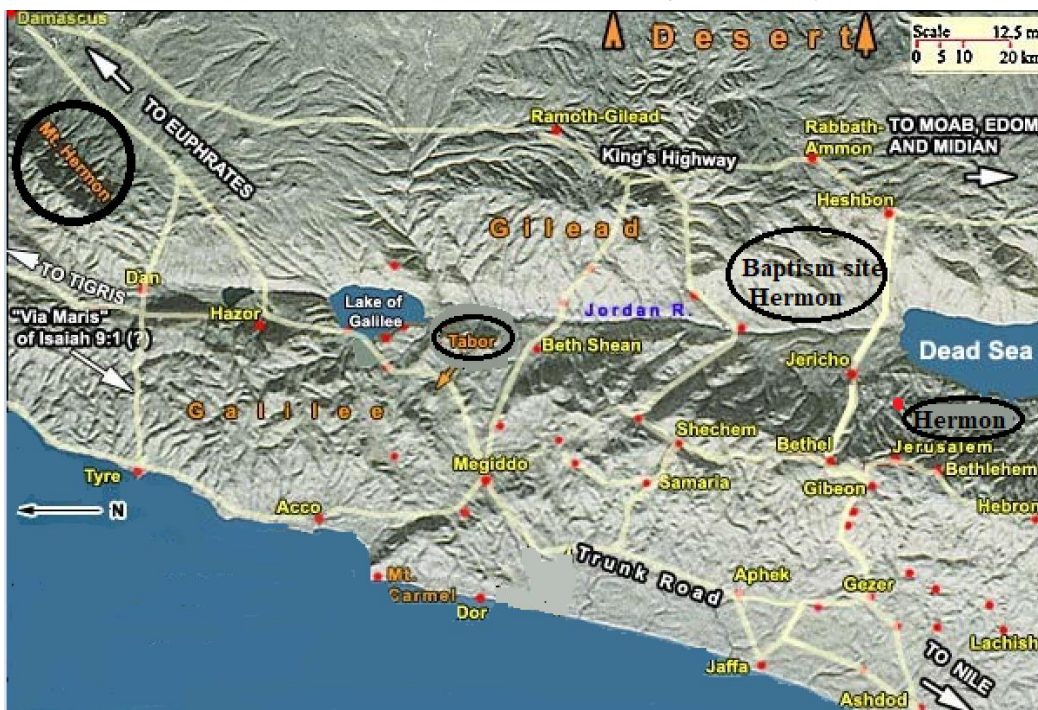 Damascus
Desert
Scale 12.5 m
0 5 10 20 km
TO EUPHRATES
Mt. Hermon
Ramoth-Gilead
King's Highway
Rabbath-
Ammon
TO MOAB, EDOM
AND MIDIAN
Heshbon
Gilead
Baptism site
Hermon
TO TIGRIS
Dan
"Via Maris"
of Isaiah 9:1 (?)
Hazor
Lake of
Galilee
Tabor
Jordan R.
Beth Shean
Jericho
Dead Sea
Galilee
Hermon
Shechem
Bethel
Jerusalem
Bethlehem
Tyre
Megiddo
Samaria
Gibeon
Hebron
N
Acco
Trunk Road
Mt.
Carmel
Dor
Aphek
Gezer
Lachish
Jaffa
TO NILE
Ashdod